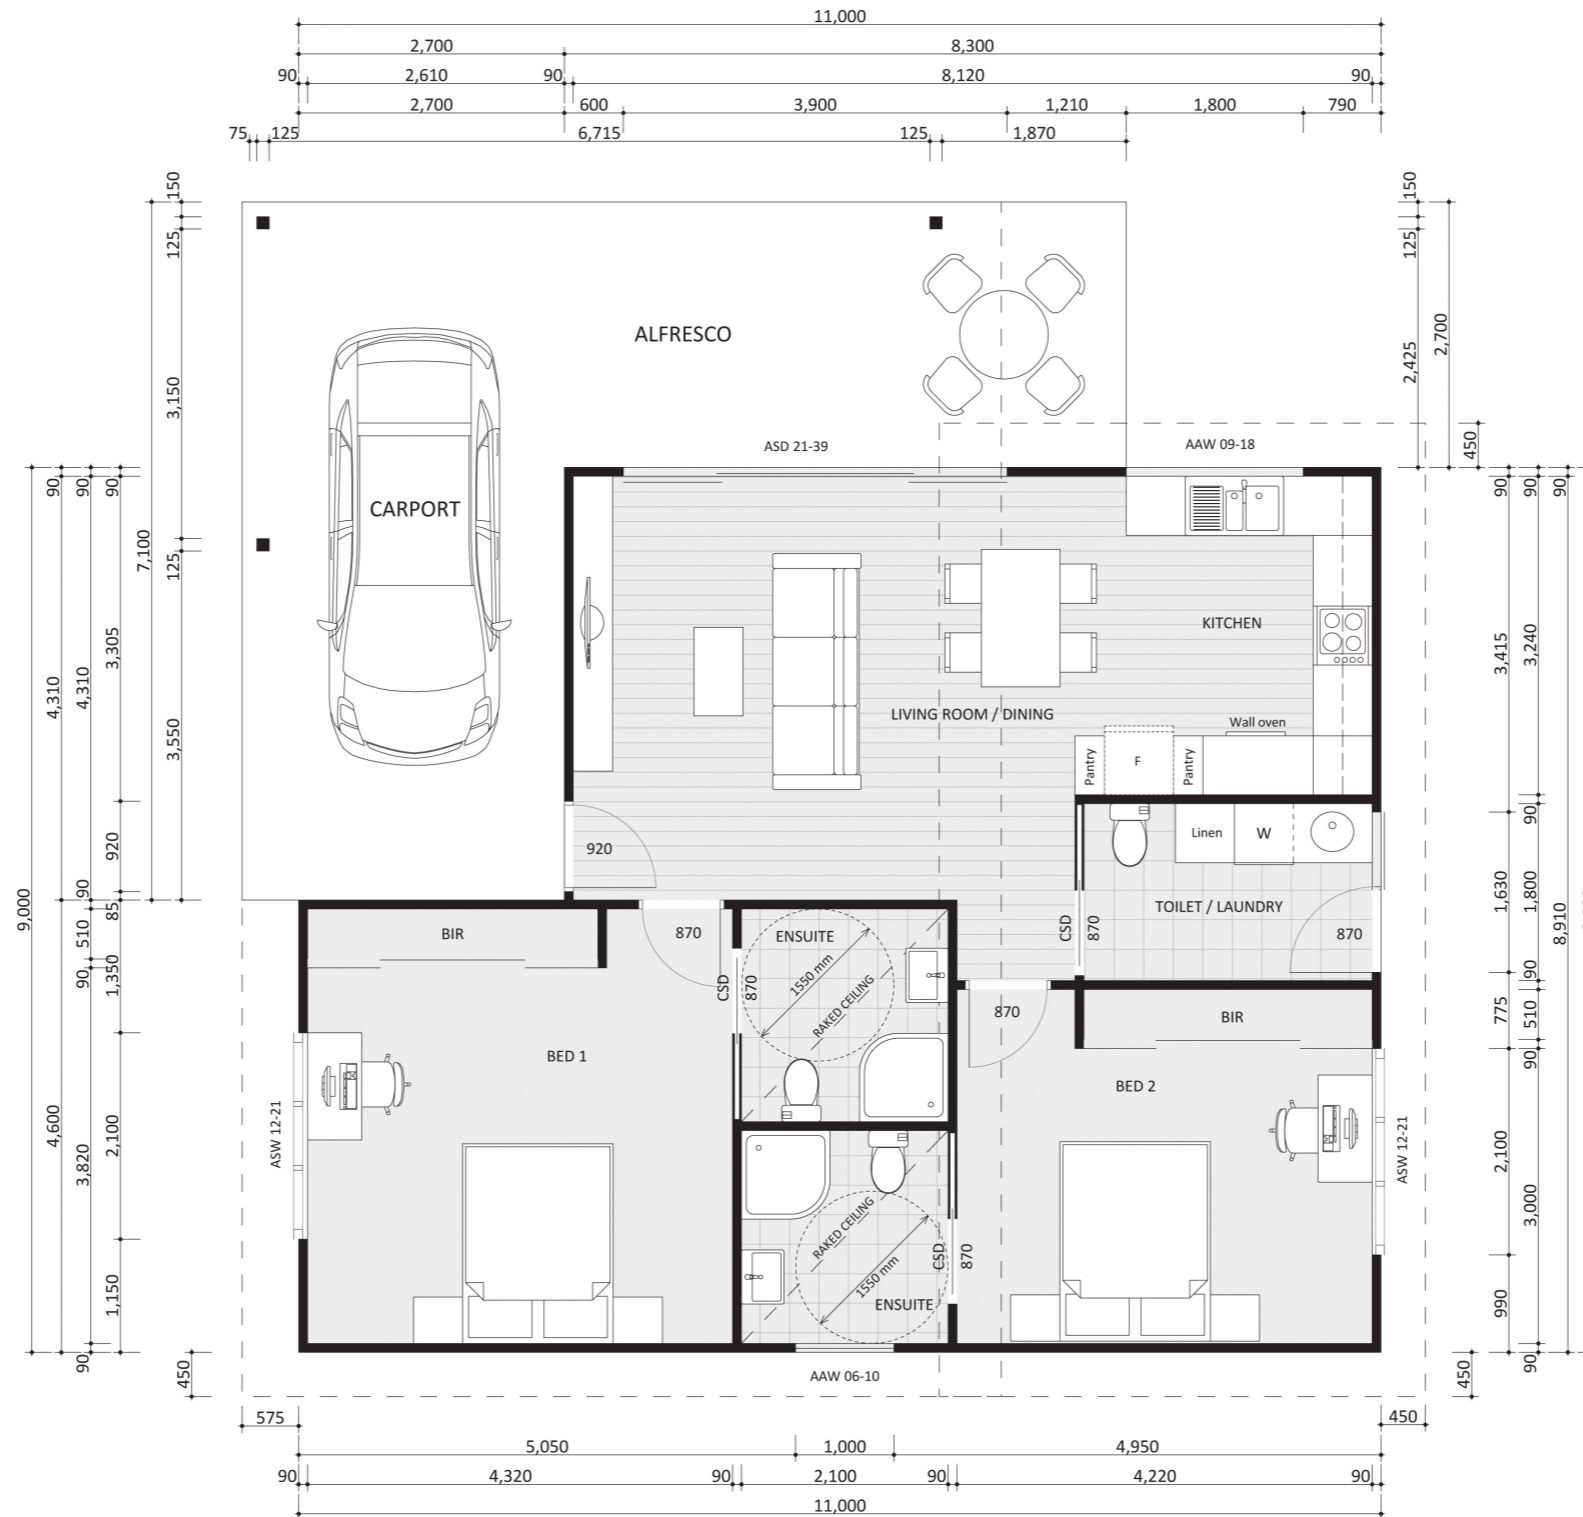 11,000
2,700 8,300
90 2,610 90 8,120 90
2,700 600 3,900 1,210 1,800 790
75 125 6,715 125 1,870
150
125
3,150
125
3,550
7,100
150
125
2,425
2,700
450
ALFRESCO
ASD 21-39
AAW 09-18
CARPORT
KITCHEN
LIVING ROOM / DINING
Wall oven
Pantry
F
Pantry
920
Linen
W
TOILET / LAUNDRY
CSD
870
870
BIR
870
ENSUITE
1550 mm
RAKED CEILING
CSD
870
870
BIR
BED 1
BED 2
ASW 12-21
ASW 12-21
RAKED CEILING
1550 mm
CSD
870
ENSUITE
AAW 06-10
9,000
90
4,310
4,600
90
4,310
90
510
90
3,820
90
90
3,305
920
85
1,350
2,100
1,150
450
90
3,415
1,630
775
2,100
990
90
3,240
90
1,800
90
510
90
3,000
90
90
8,910
450
575
450
5,050 1,000 4,950
90 4,320 90 2,100 90 4,220 90
11,000